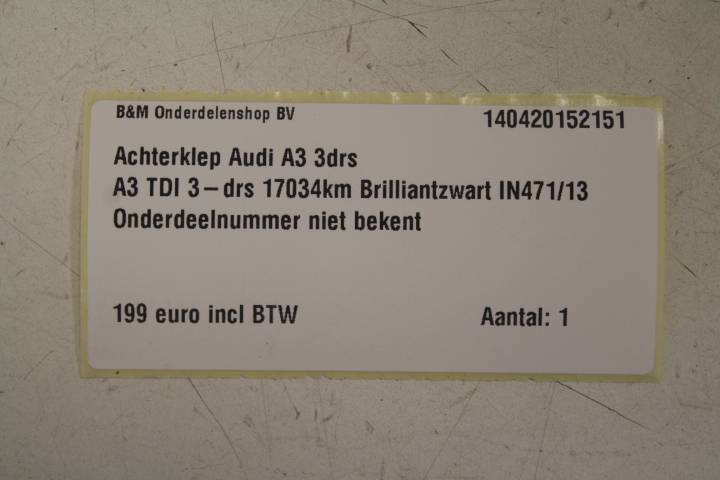 B&M Onderdelenshop BV 140420152151
Achterklep Audi A3 3drs
A3 TDI 3-drs 17034km Brilliantzwart IN471/13
Onderdeelnummer niet bekent
199 euro incl BTW Aantal: 1